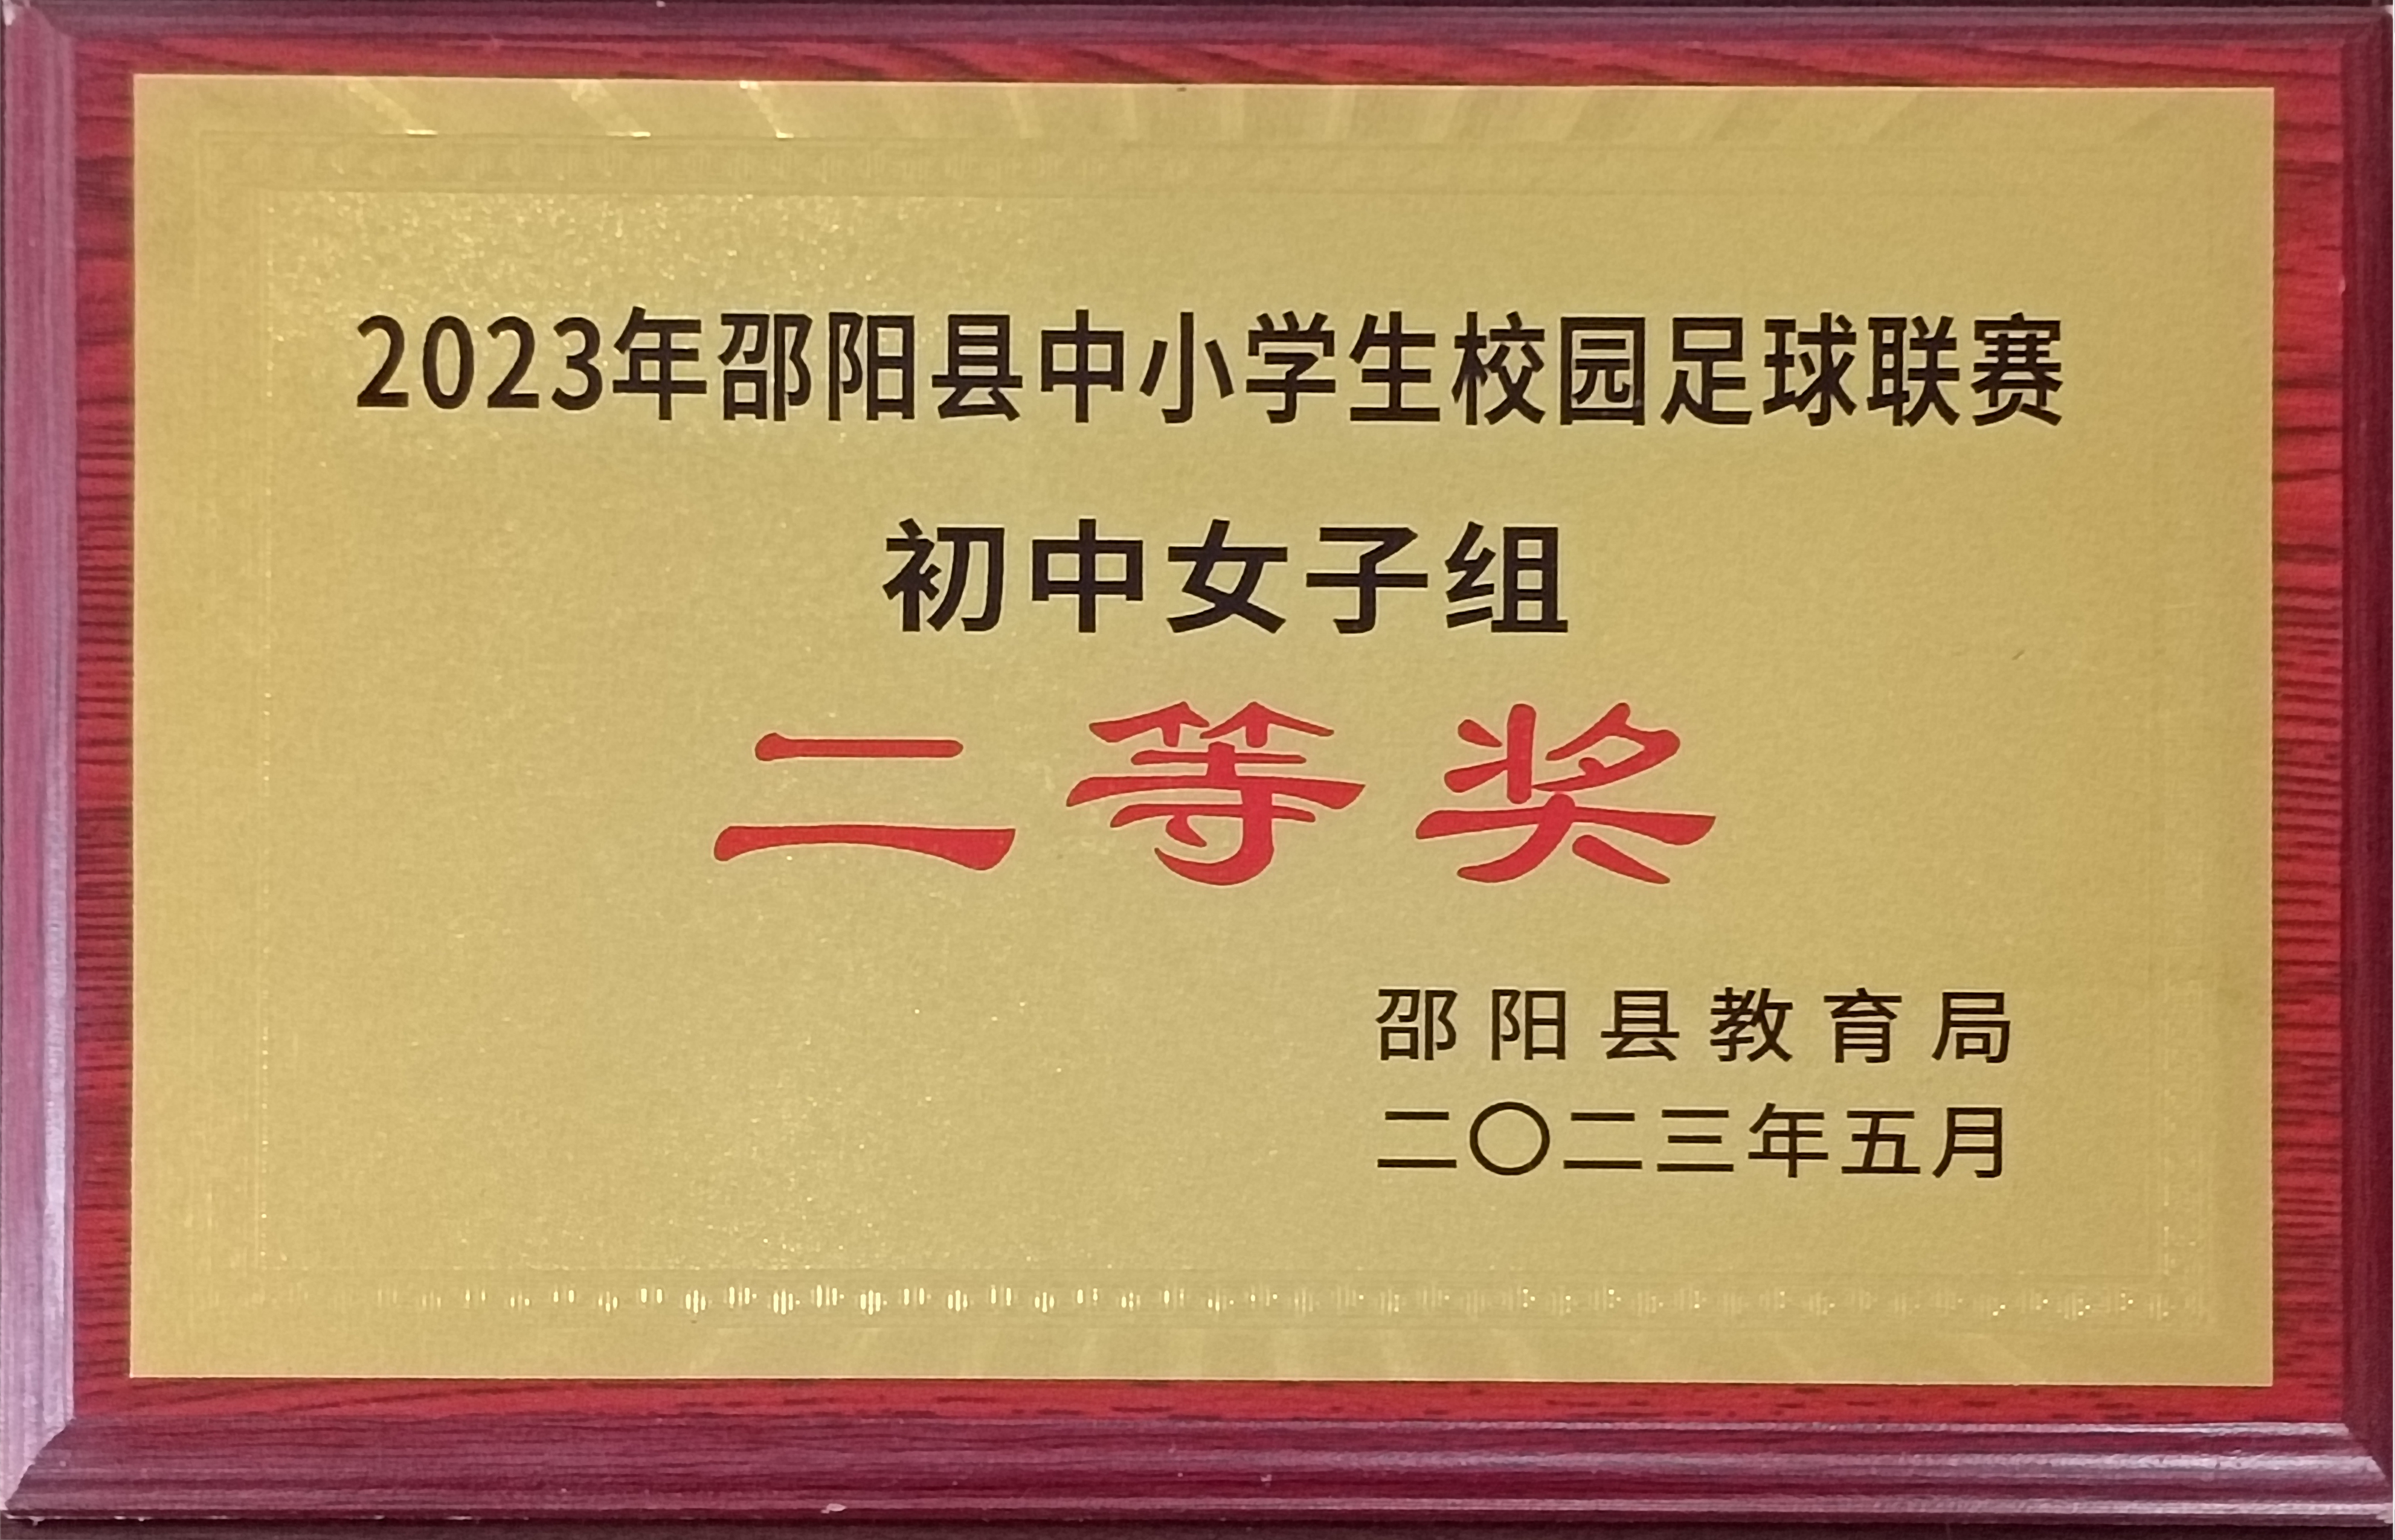 2023年邵阳县中小学生校园足球联赛
初中女子组
二等奖
邵阳县教育局
二〇二三年五月